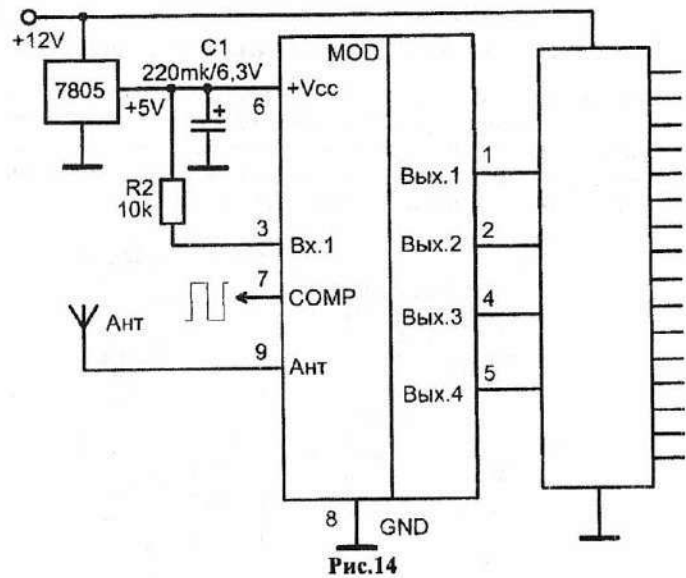 +12V
7805
+5V
C1
220mk/6,3V
6
R2
10k
3
7
9
Ант
MOD
+Vcc
Вх.1
COMP
Ант
Вых.1
Вых.2
Вых.3
Вых.4
1
2
4
5
8
GND
Рис.14